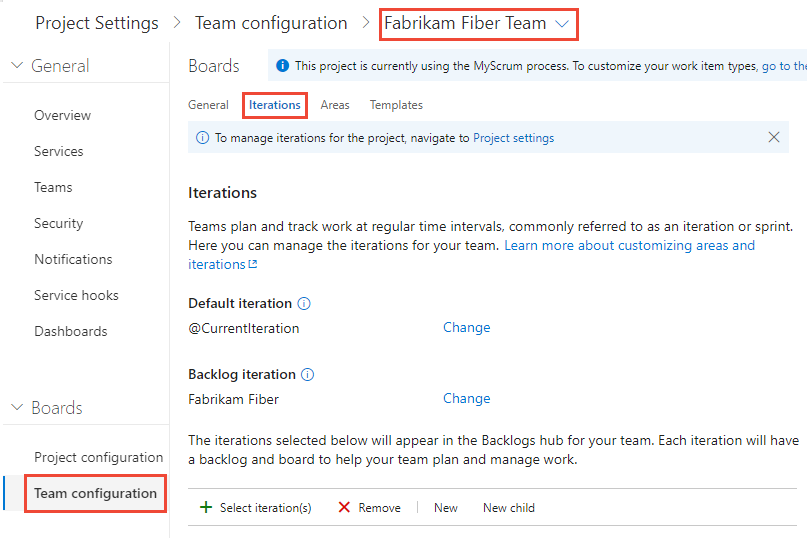 Project Settings > Team configuration > Fabrikam Fiber Team
General
Overview
Services
Teams
Security
Notifications
Service hooks
Dashboards
Boards
Project configuration
Team configuration
Boards
This project is currently using the MyScrum process. To customize your work item types, go to the
General Iterations Areas Templates
To manage iterations for the project, navigate to Project settings
Iterations
Teams plan and track work at regular time intervals, commonly referred to as an iteration or sprint.
Here you can manage the iterations for your team. Learn more about customizing areas and
iterations
Default iteration
@CurrentIteration Change
Backlog iteration
Fabrikam Fiber Change
The iterations selected below will appear in the Backlogs hub for your team. Each iteration will have
a backlog and board to help your team plan and manage work.
Select iteration(s) Remove New New child